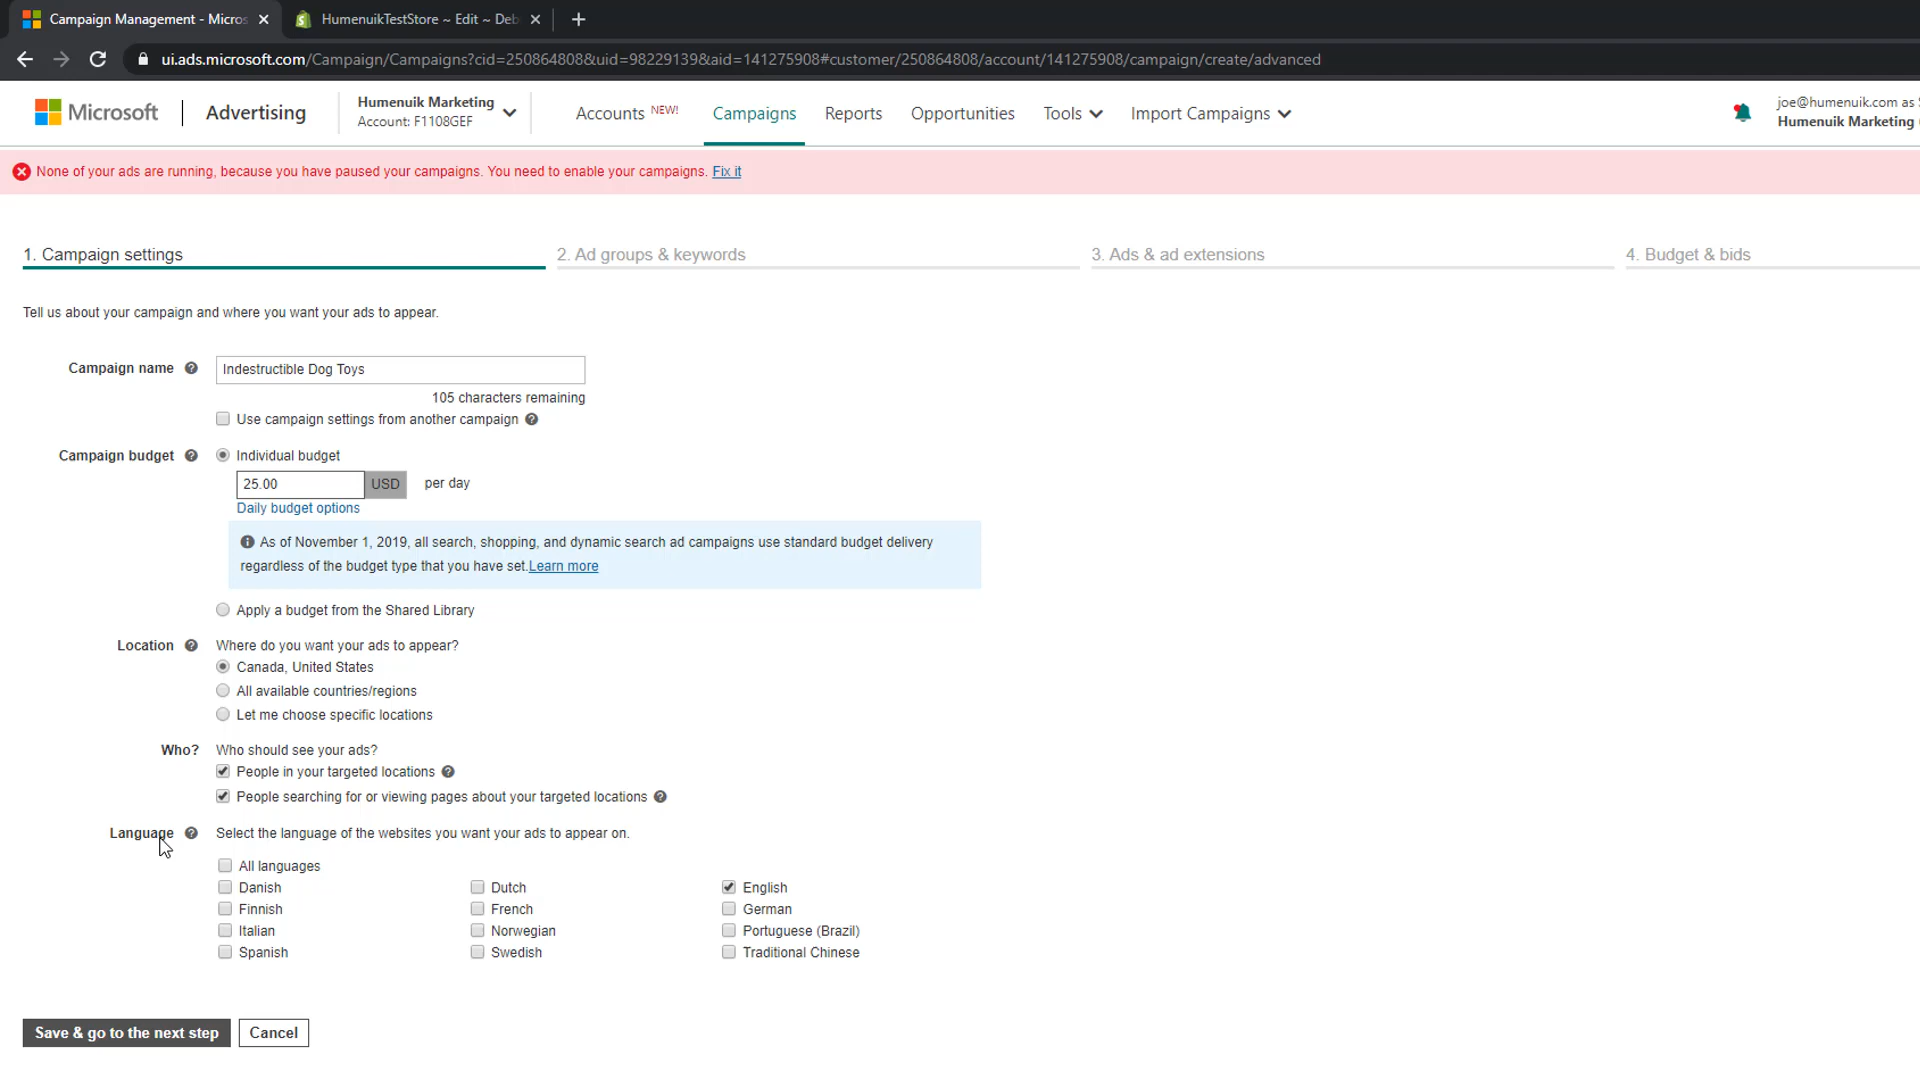 Campaign Management - Micros
HumenuikTestStore ~ Edit ~ Deb
ui.ads.microsoft.com/Campaign/Campaigns?cid=250864808&uid=98229139&aid=141275908#customer/250864808/account/141275908/campaign/create/advanced
Microsoft
Advertising
Humenuik Marketing
Account: F1108GEF
Accounts NEW!
Campaigns
Reports
Opportunities
Tools
Import Campaigns
joe@humenuik.com as S
Humenuik Marketing (
None of your ads are running, because you have paused your campaigns. You need to enable your campaigns. Fix it
1. Campaign settings
2. Ad groups & keywords
3. Ads & ad extensions
4. Budget & bids
Tell us about your campaign and where you want your ads to appear.
Campaign name
Indestructible Dog Toys
105 characters remaining
Use campaign settings from another campaign
Campaign budget
Individual budget
25.00 USD per day
Daily budget options
As of November 1, 2019, all search, shopping, and dynamic search ad campaigns use standard budget delivery
regardless of the budget type that you have set.Learn more
Apply a budget from the Shared Library
Location
Where do you want your ads to appear?
Canada, United States
All available countries/regions
Let me choose specific locations
Who?
Who should see your ads?
People in your targeted locations
People searching for or viewing pages about your targeted locations
Language
Select the language of the websites you want your ads to appear on.
All languages
Danish
Dutch
English
Finnish
French
German
Italian
Norwegian
Portuguese (Brazil)
Spanish
Swedish
Traditional Chinese
Save & go to the next step
Cancel